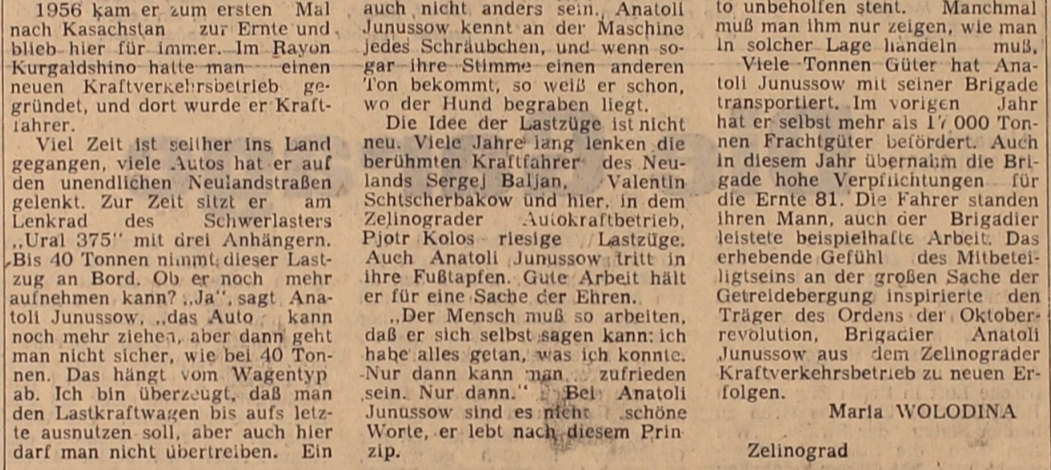 1956 kam er zum ersten Mal
nach Kasachstan zur Ernte und
blieb hier für immer. Im Rayon
Kurgaldshino hatte man einen
neuen Kraftverkehrsbetrieb ge-
gründet, und dort wurde er Kraft-
fahrer.
Viel Zeit ist seither ins Land
gegangen, viele Autos hat er auf
den unendlichen Neulandstraßen
gelenkt. Zur Zeit sitzt er am
Lenkrad des Schwerlasters
„Ural 375" mit drei Anhängern.
Bis 40 Tonnen nimmt dieser Last-
zug an Bord. Ob er noch mehr
aufnehmen kann? „Ja", sagt Ana-
toli Junussow, „das Auto kann
noch mehr ziehen, aber dann geht
man nicht sicher, wie bei 40 Ton-
nen. Das hängt vom Wagentyp
ab. Ich bin überzeugt, daß man
den Lastkraftwagen bis aufs letz-
te ausnutzen soll, aber auch hier
darf man nicht übertreiben. Ein
auch nicht anders sein. Anatoli
Junussow kennt an der Maschine
jedes Schräubchen, und wenn so-
gar ihre Stimme einen anderen
Ton bekommt, so weiß er schon,
wo der Hund begraben liegt.
Die Idee der Lastzüge ist nicht
neu. Viele Jahre lang lenken die
berühmten Kraftfahrer des Neu-
lands Sergej Baljan, Valentin
Schtscherbakow und hier, in dem
Zelinograder Autokraftbetrieb,
Pjotr Kolos riesige Lastzüge.
Auch Anatoli Junussow tritt in
ihre Fußtapfen. Gute Arbeit hält
er für eine Sache der Ehren.
„Der Mensch muß so arbeiten,
daß er sich selbst sagen kann: ich
habe alles getan, was ich konnte.
Nur dann kann man zufrieden
sein. Nur dann." Bei Anatoli
Junussow sind es nicht schöne
Worte, er lebt nach diesem Prin
zip.
to unbeholfen steht. Manchmal
muß man ihm nur zeigen, wie man
in solcher Lage handeln muß,
Viele Tonnen Güter hat Ana-
toli Junussow mit seiner Brigade
transportiert. Im vorigen Jahr
hat er selbst mehr als 17 000 Ton-
nen Frachtgüter befördert. Auch
in diesem Jahr übernahm die Bri-
gade hohe Verpflichtungen für
die Ernte 81. Die Fahrer standen
ihren Mann, auch der Brigadier
leistete beispielhafte Arbeit. Das
erhebende Gefühl des Mitbetei-
ligtseins an der großen Sache der
Getreidebergung inspirierte den
Träger des Ordens der Oktober-
revolution, Brigadier Anatoli
Junussow aus dem Zelinograder
Kraftverkehrsbetrieb zu neuen Er-
folgen.
Maria WOLODINA
Zelinograd